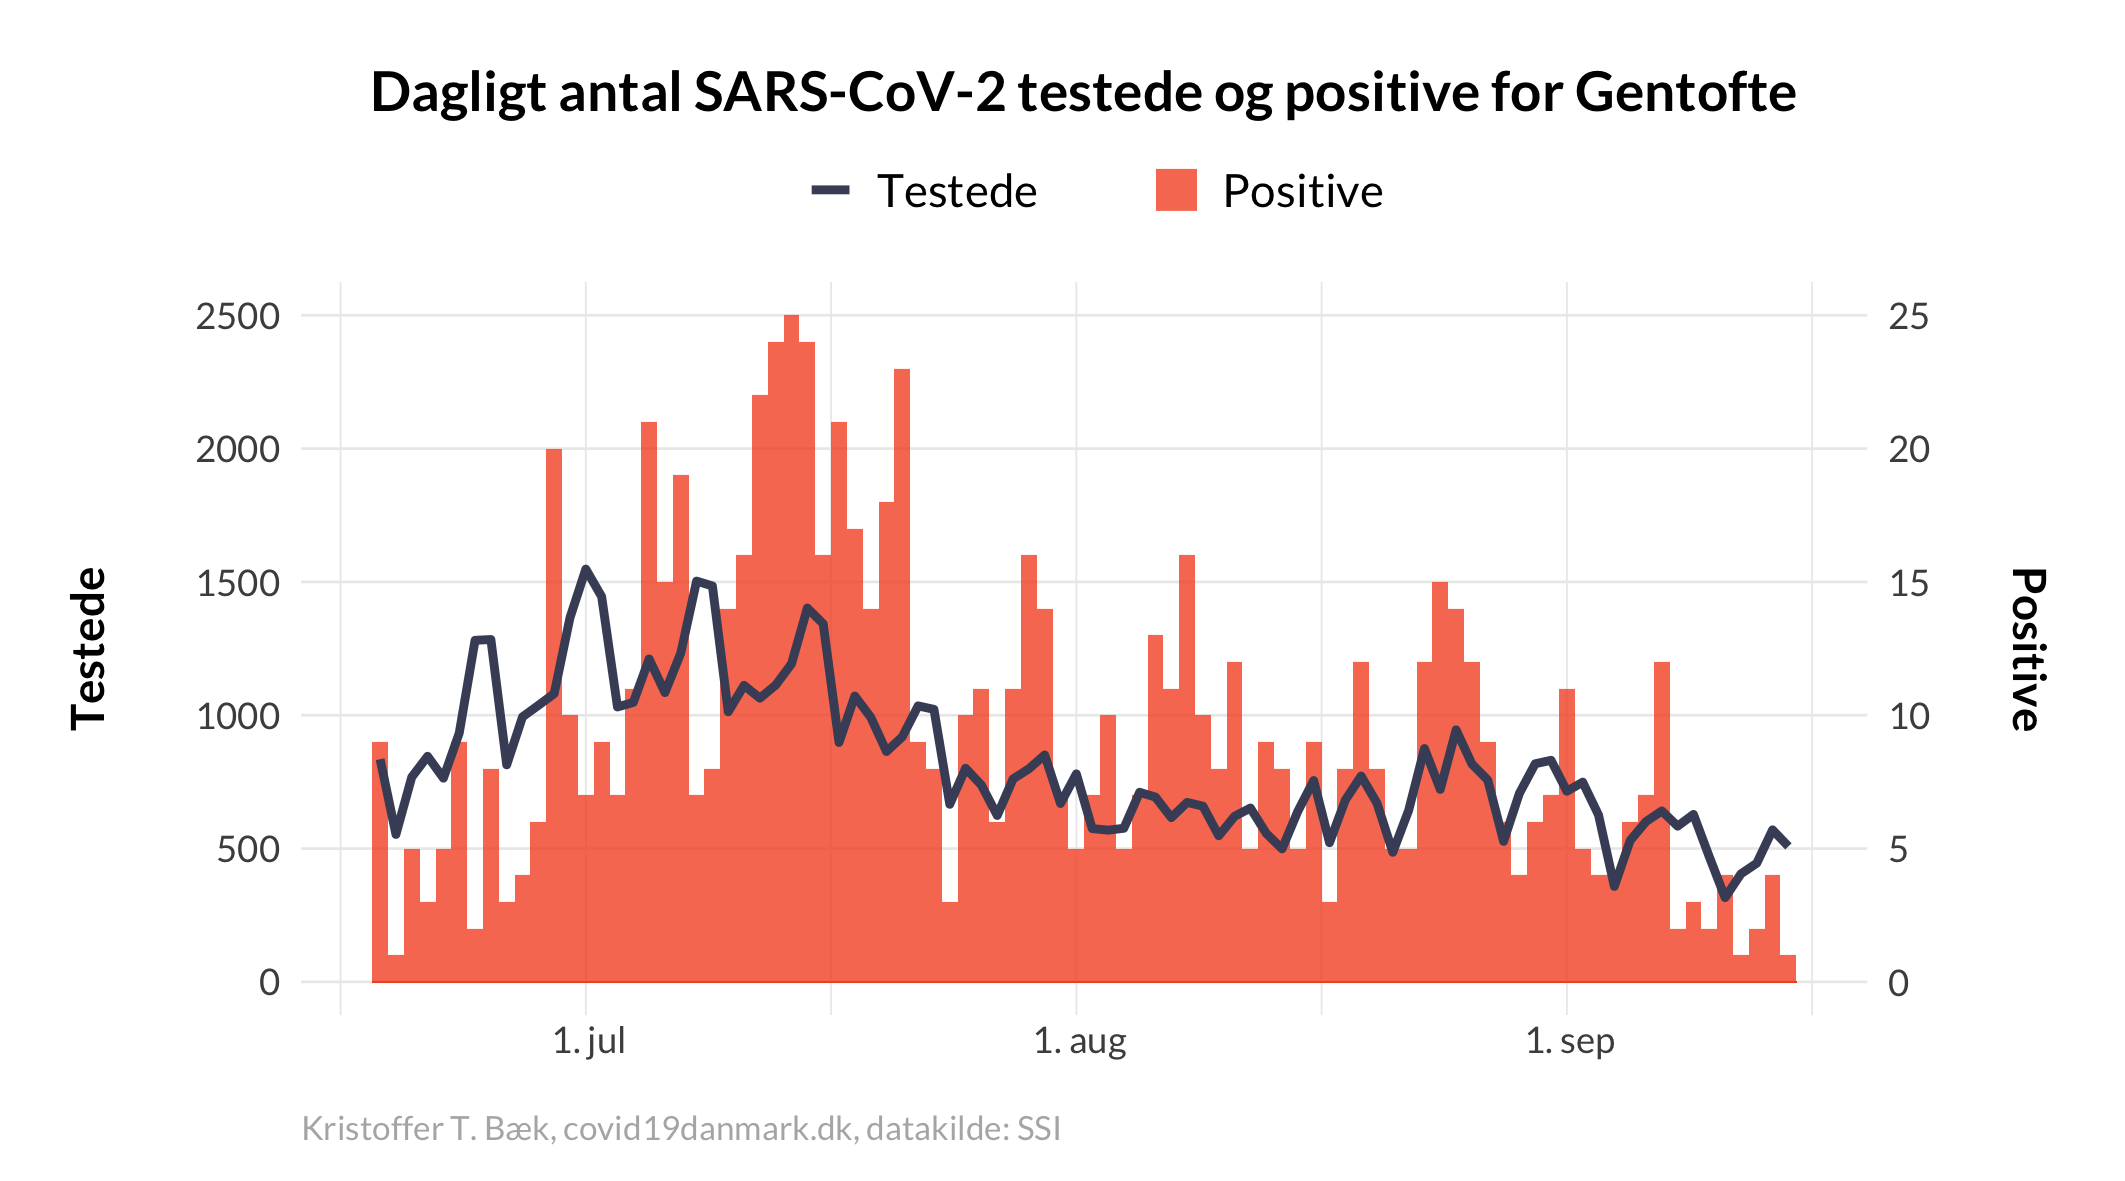 Dagligt antal SARS-CoV-2 testede og positive for Gentofte
Testede
Positive
2500
2000
1500
1000
500
0
Testede
25
20
15
10
5
0
Positive
1. jul
1. aug
1. sep
Kristoffer T. Bæk, covid19danmark.dk, datakilde: SSI